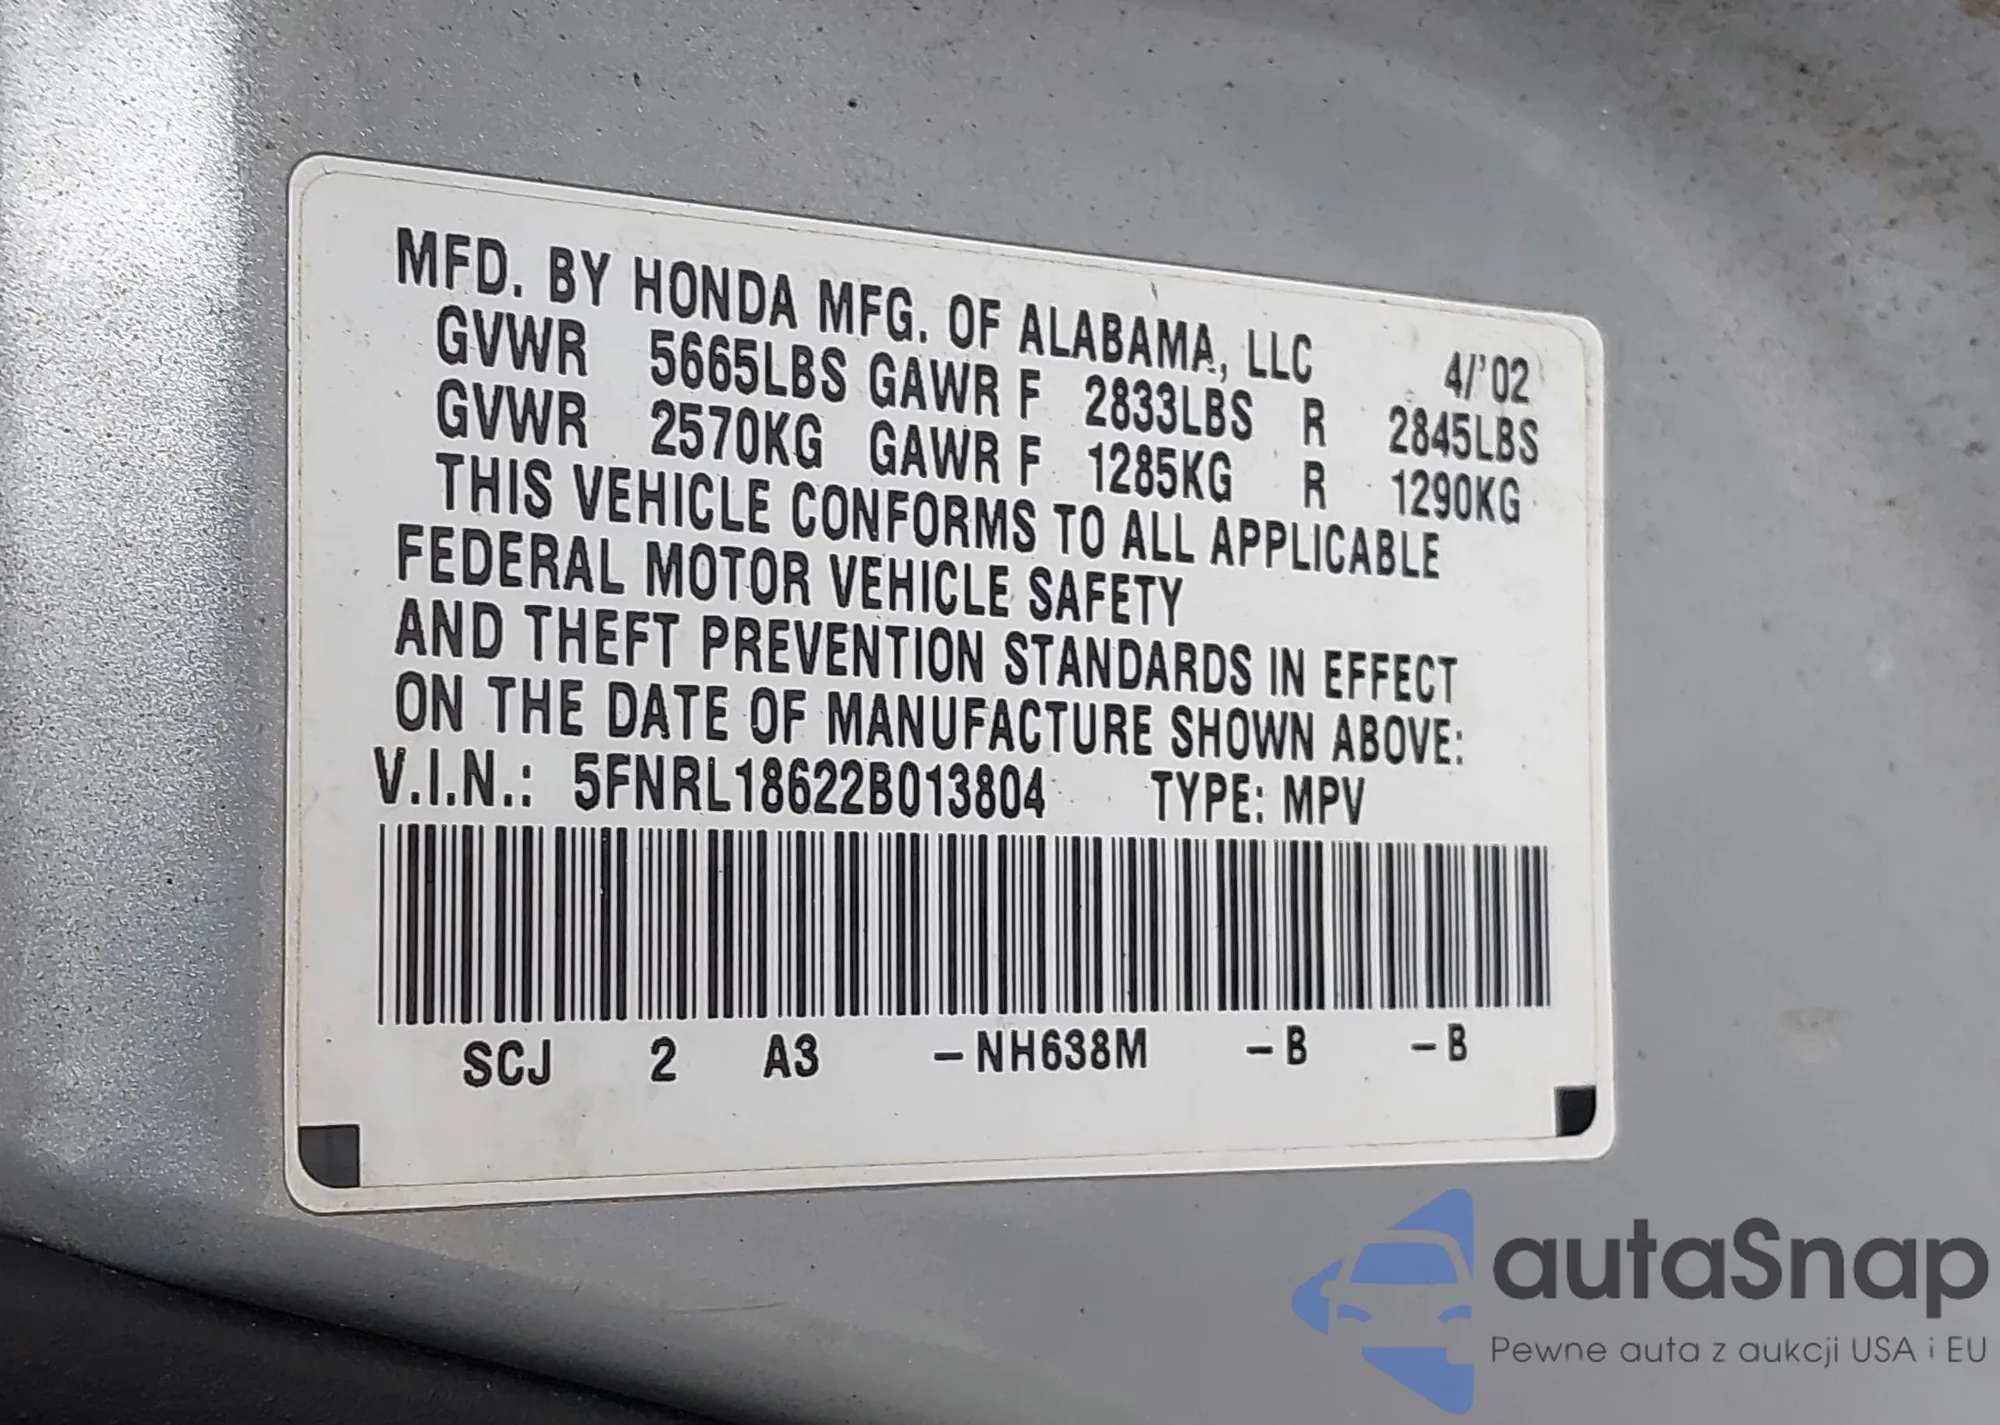 MFD. BY HONDA MFG. OF ALABAMA, LLC 4/'02
GVWR 5665LBS GAWR F 2833LBS R 2845LBS
GVWR 2570KG GAWR F 1285KG R 1290KG
THIS VEHICLE CONFORMS TO ALL APPLICABLE
FEDERAL MOTOR VEHICLE SAFETY
AND THEFT PREVENTION STANDARDS IN EFFECT
ON THE DATE OF MANUFACTURE SHOWN ABOVE:
V.I.N.: 5FNRL18622B013804 TYPE: MPV
SCJ 2 A3 -NH638M -B -B
autaSnap
Pewne auta z aukcji USA i EU